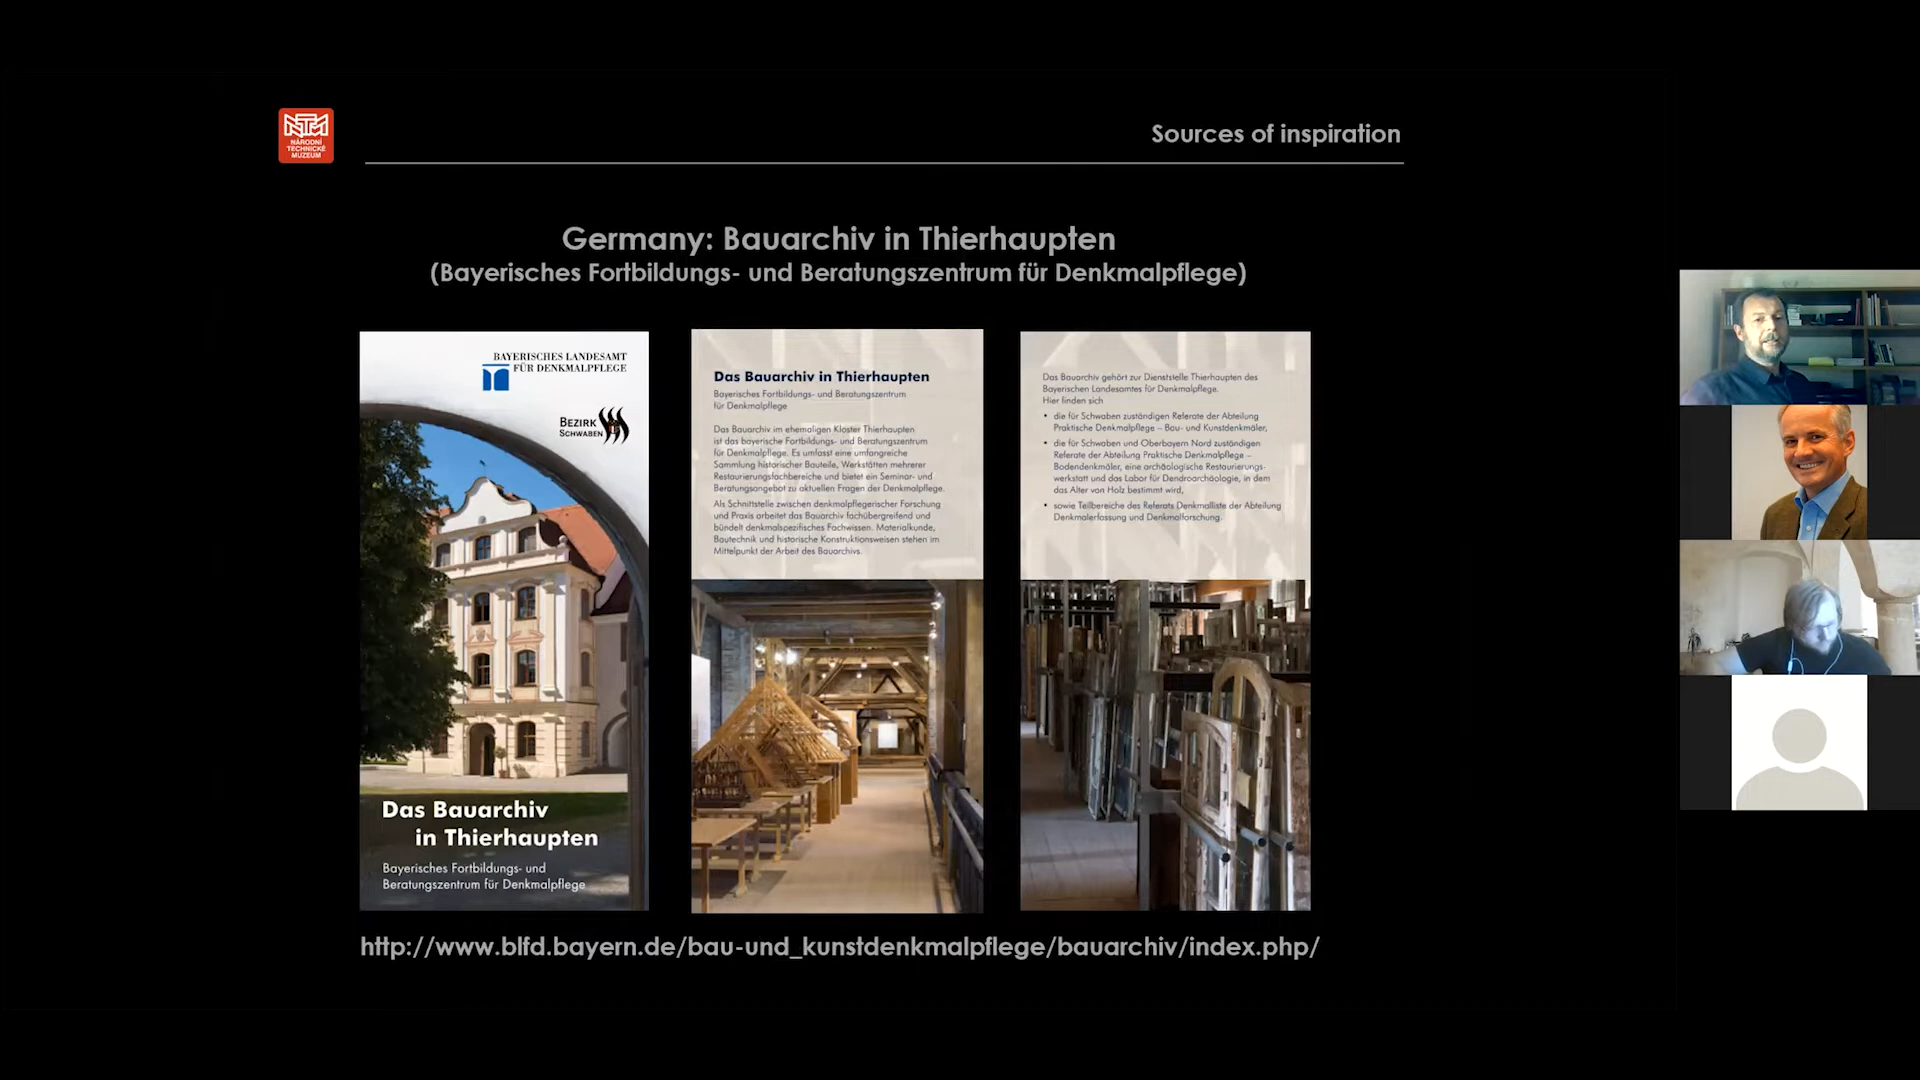 NTM
NÁRODNÍ
TECHNICKÉ
MUZEUM
Sources of inspiration
Germany: Bauarchiv in Thierhaupten
(Bayerisches Fortbildungs- und Beratungszentrum für Denkmalpflege)
BAYERISCHES LANDESAMT
FÜR DENKMALPFLEGE
BEZIRK
SCHWABEN
Das Bauarchiv
in Thierhaupten
Bayerisches Fortbildungs- und
Beratungszentrum für Denkmalpflege
Das Bauarchiv in Thierhaupten
Bayerisches Fortbildungs- und Beratungszentrum
für Denkmalpflege
Das Bauarchiv im ehemaligen Kloster Thierhaupten
ist das bayerische Fortbildungs- und Beratungszentrum
für Denkmalpflege. Es umfasst eine umfangreiche
Sammlung historischer Bauteile, Werkstätten mehrerer
Restaurierungsfachbereiche und bietet ein Seminar- und
Beratungsangebot zu aktuellen Fragen der Denkmalpflege.
Als Schnittstelle zwischen denkmalpflegerischer Forschung
und Praxis arbeitet das Bauarchiv fachübergreifend und
bündelt denkmalspezifisches Fachwissen. Materialkunde,
Bautechnik und historische Konstruktionsweisen stehen im
Mittelpunkt der Arbeit des Bauarchivs.
Das Bauarchiv gehört zur Dienststelle Thierhaupten des
Bayerischen Landesamtes für Denkmalpflege.
Hier finden sich
• die für Schwaben zuständigen Referate der Abteilung
Praktische Denkmalpflege – Bau- und Kunstdenkmäler,
• die für Schwaben und Oberbayern Nord zuständigen
Referate der Abteilung Praktische Denkmalpflege –
Bodendenkmäler, eine archäologische Restaurierungs-
werkstatt und das Labor für Dendroarchäologie, in dem
das Alter von Holz bestimmt wird,
• sowie Teilbereiche des Referats Denkmalliste der Abteilung
Denkmalerfassung und Denkmalforschung.
http://www.blfd.bayern.de/bau-und_kunstdenkmalpflege/bauarchiv/index.php/